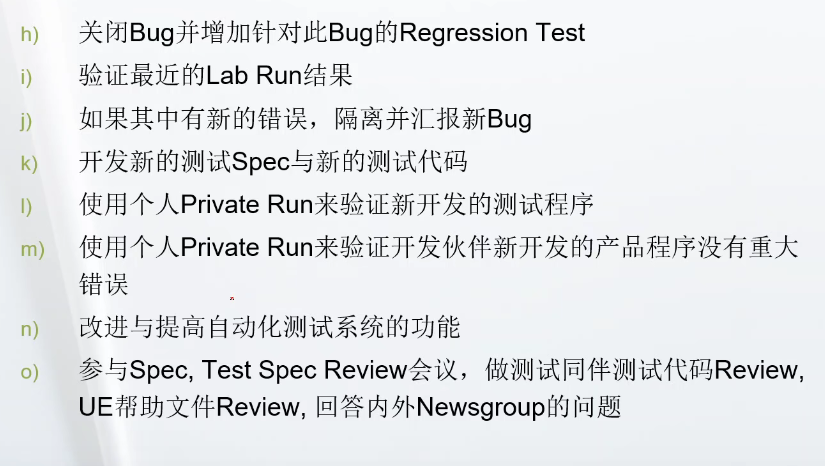 h) 关闭Bug并增加针对此Bug的Regression Test
i) 验证最近的Lab Run结果
j) 如果其中有新的错误，隔离并汇报新Bug
k) 开发新的测试Spec与新的测试代码
l) 使用个人Private Run来验证新开发的测试程序
m) 使用个人Private Run来验证开发伙伴新开发的产品程序没有重大
错误
n) 改进与提高自动化测试系统的功能
o) 参与Spec, Test Spec Review会议，做测试同伴测试代码Review,
UE帮助文件Review, 回答内外Newsgroup的问题